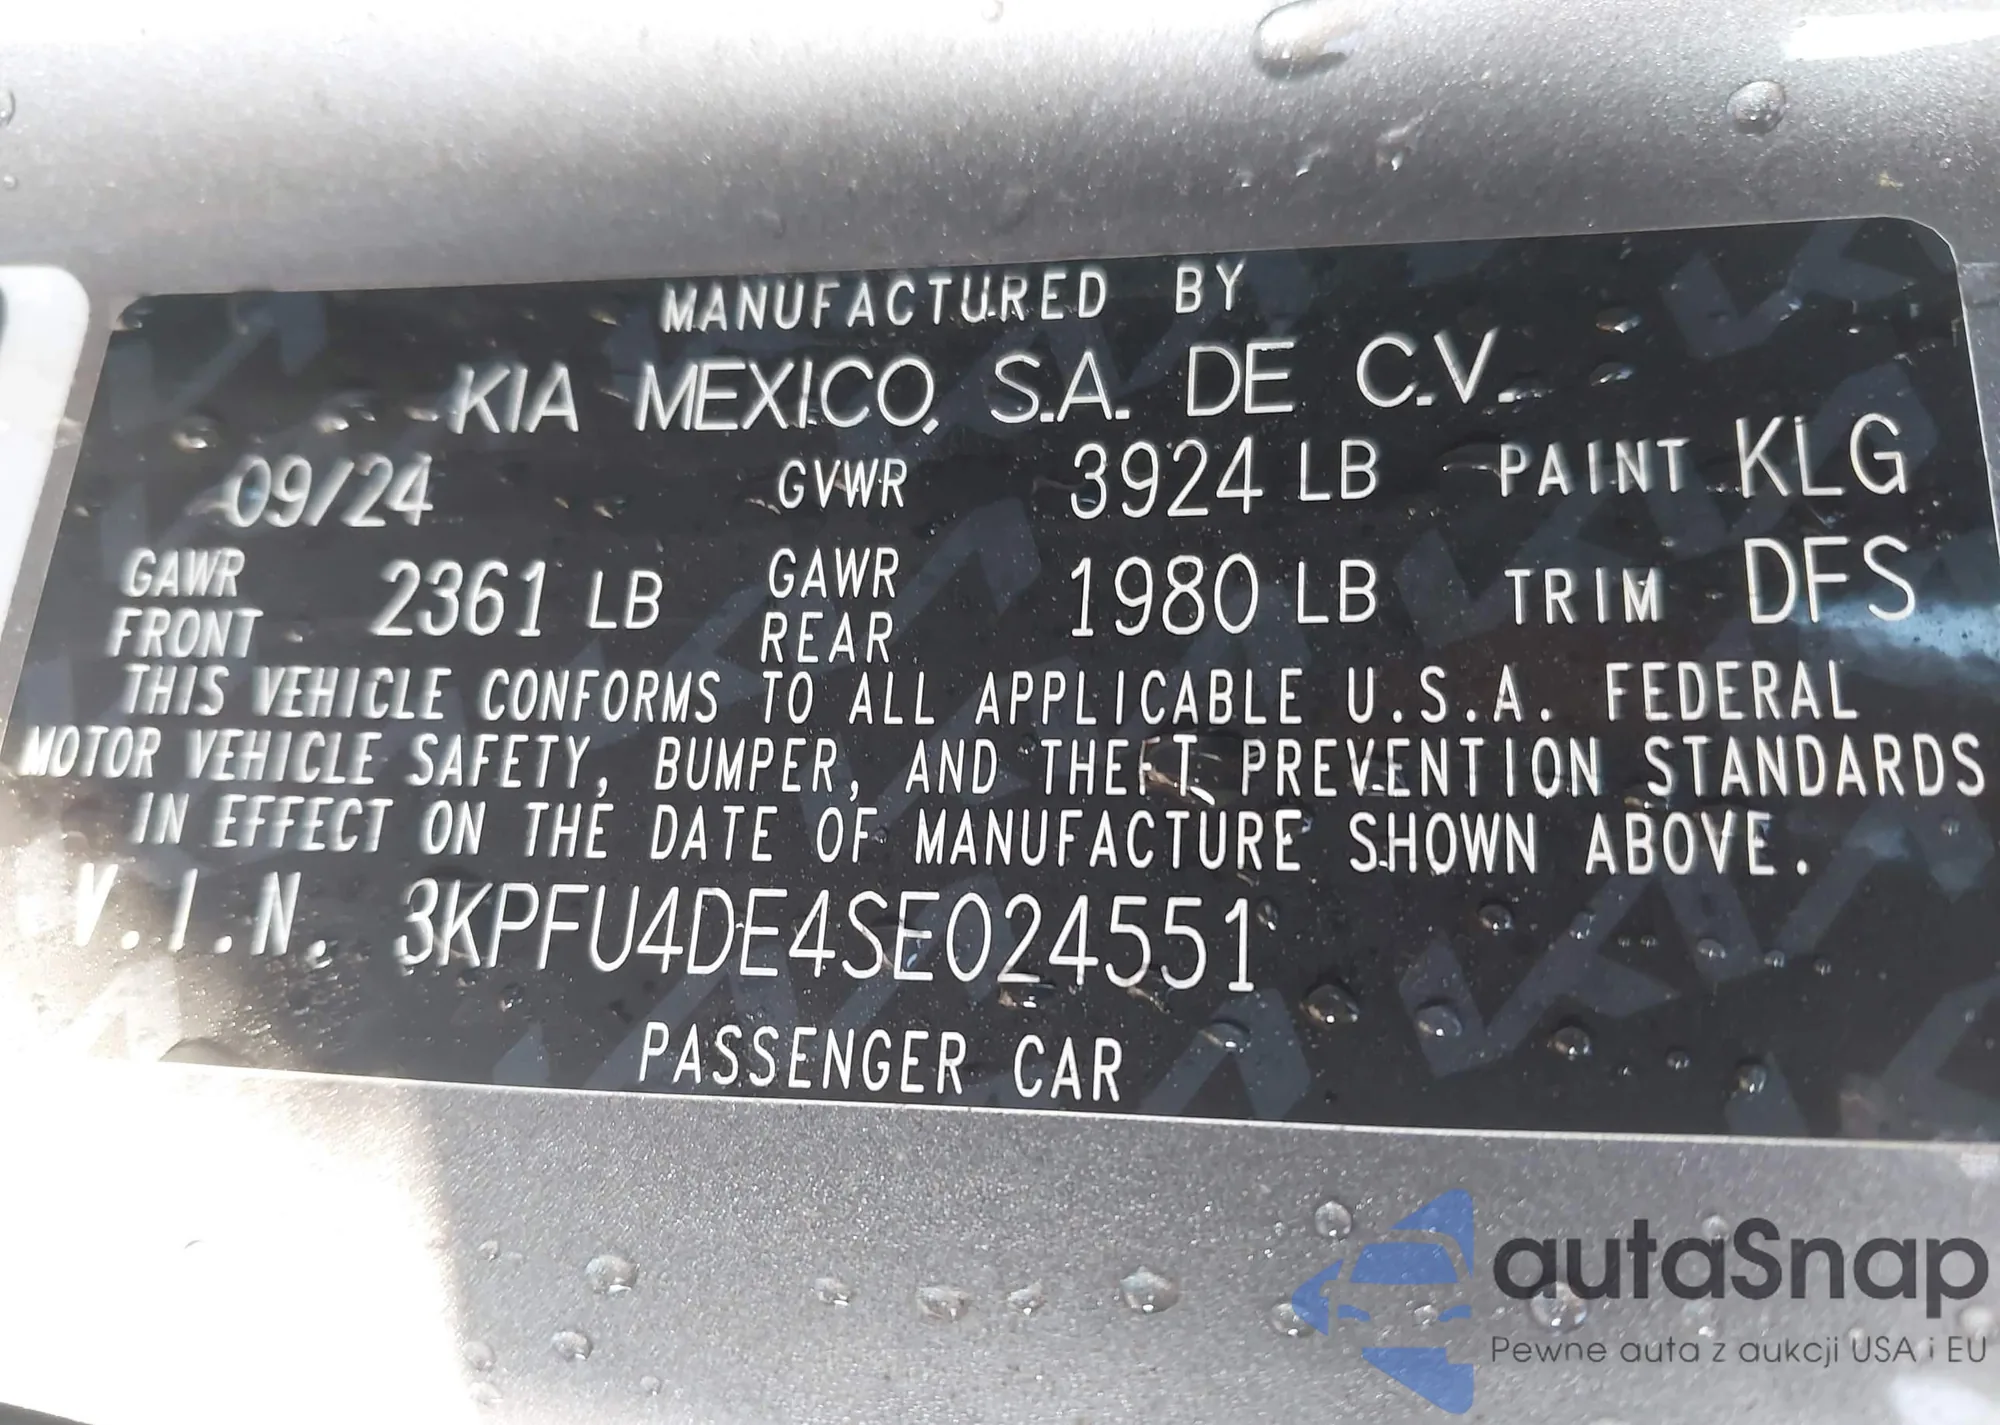 MANUFACTURED BY
KIA MEXICO, S.A. DE C.V.
09/24 GVWR 3924 LB PAINT KLG
GAWR FRONT 2361 LB GAWR REAR 1980 LB TRIM DFS
THIS VEHICLE CONFORMS TO ALL APPLICABLE U.S.A. FEDERAL
MOTOR VEHICLE SAFETY, BUMPER, AND THEFT PREVENTION STANDARDS
IN EFFECT ON THE DATE OF MANUFACTURE SHOWN ABOVE.
V.I.N. 3KPFU4DE4SE024551
PASSENGER CAR
autaSnap
Pewne auta z aukcji USA i EU